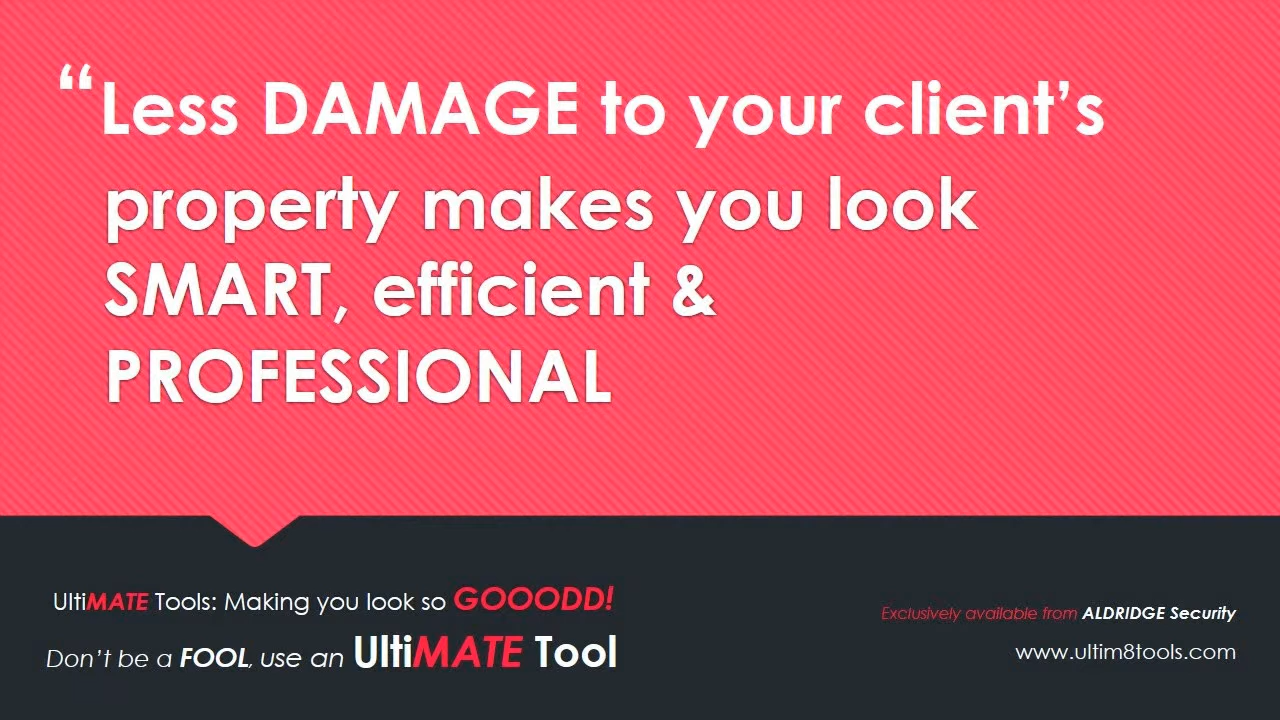 “Less DAMAGE to your client’s
property makes you look
SMART, efficient &
PROFESSIONAL
UltiMATE Tools: Making you look so GOOODD!
Don’t be a FOOL, use an UltiMATE Tool
Exclusively available from ALDRIDGE Security
www.ultim8tools.com